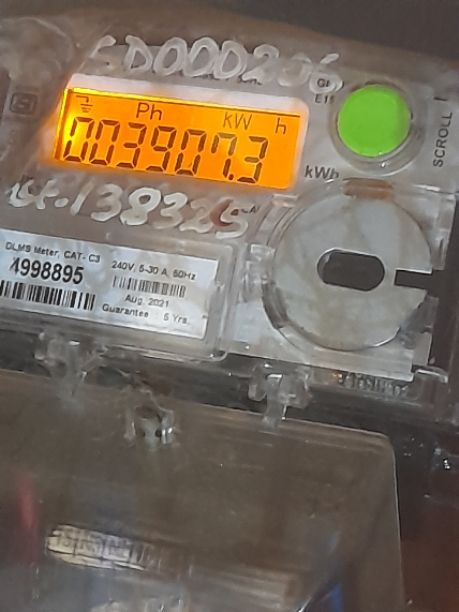 SD000206
Ph kW h
003907.3
kWh
SCROLL
138325
DLMS Meter, CAT- C3
4998895
240V, 5-30 A, 50Hz
Aug. 2021
Guarantee : 5 Yrs.